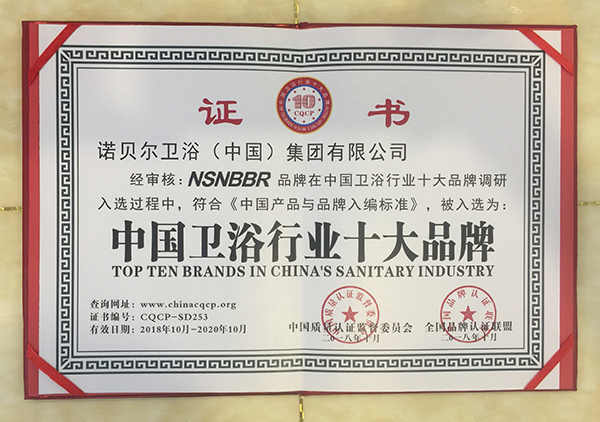 证书
10
CQCP
诺贝尔卫浴（中国）集团有限公司
经审核：NSNBBR 品牌在中国卫浴行业十大品牌调研
入选过程中，符合《中国产品与品牌入编标准》，被入选为：
中国卫浴行业十大品牌
TOP TEN BRANDS IN CHINA'S SANITARY INDUSTRY
查询网址：www.chinacqcp.org
证书编号：CQCP-SD253
有效日期：2018年10月-2020年10月
中国质量认证监督委员会 全国品牌认证联盟
二〇一八年十月 二〇一八年十月